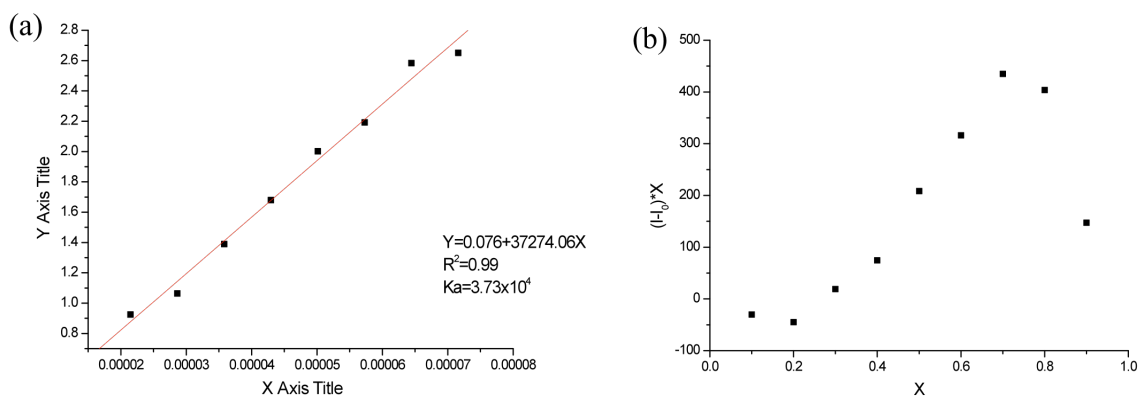 (a)
2.8
2.6
2.4
2.2
2.0
1.8
1.6
1.4
1.2
1.0
0.8
Y Axis Title
Y=0.076+37274.06X
R²=0.99
Ka=3.73x10⁴
0.00002 0.00003 0.00004 0.00005 0.00006 0.00007 0.00008
X Axis Title
(b)
500
400
300
200
100
0
-100
(I-I₀)*X
0.0 0.2 0.4 0.6 0.8 1.0
X